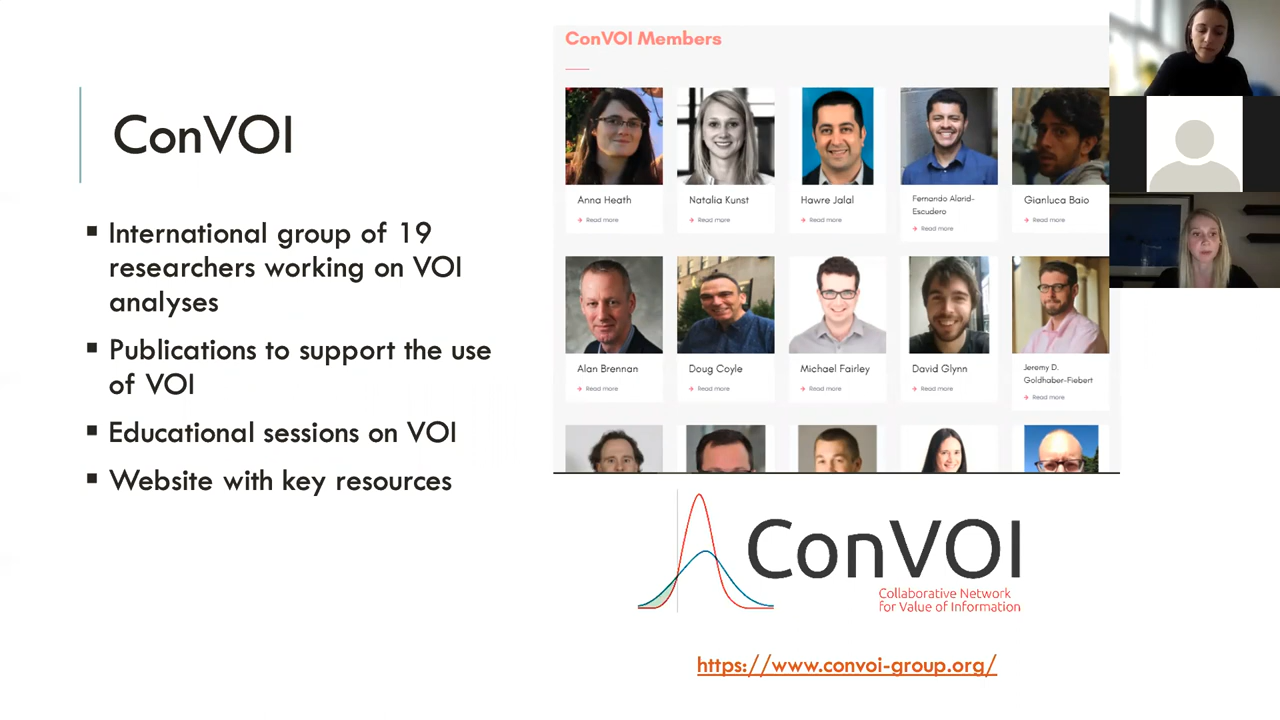 ConVOI
▪ International group of 19
researchers working on VOI
analyses
▪ Publications to support the use
of VOI
▪ Educational sessions on VOI
▪ Website with key resources
ConVOI Members
Anna Heath
→ Read more
Natalia Kunst
→ Read more
Hawre Jalal
→ Read more
Fernando Alarid-
Escudero
→ Read more
Gianluca Baio
→ Read more
Alan Brennan
→ Read more
Doug Coyle
→ Read more
Michael Fairley
→ Read more
David Glynn
→ Read more
Jeremy D.
Goldhaber-Fiebert
→ Read more
ConVOI
Collaborative Network
for Value of Information
https://www.convoi-group.org/